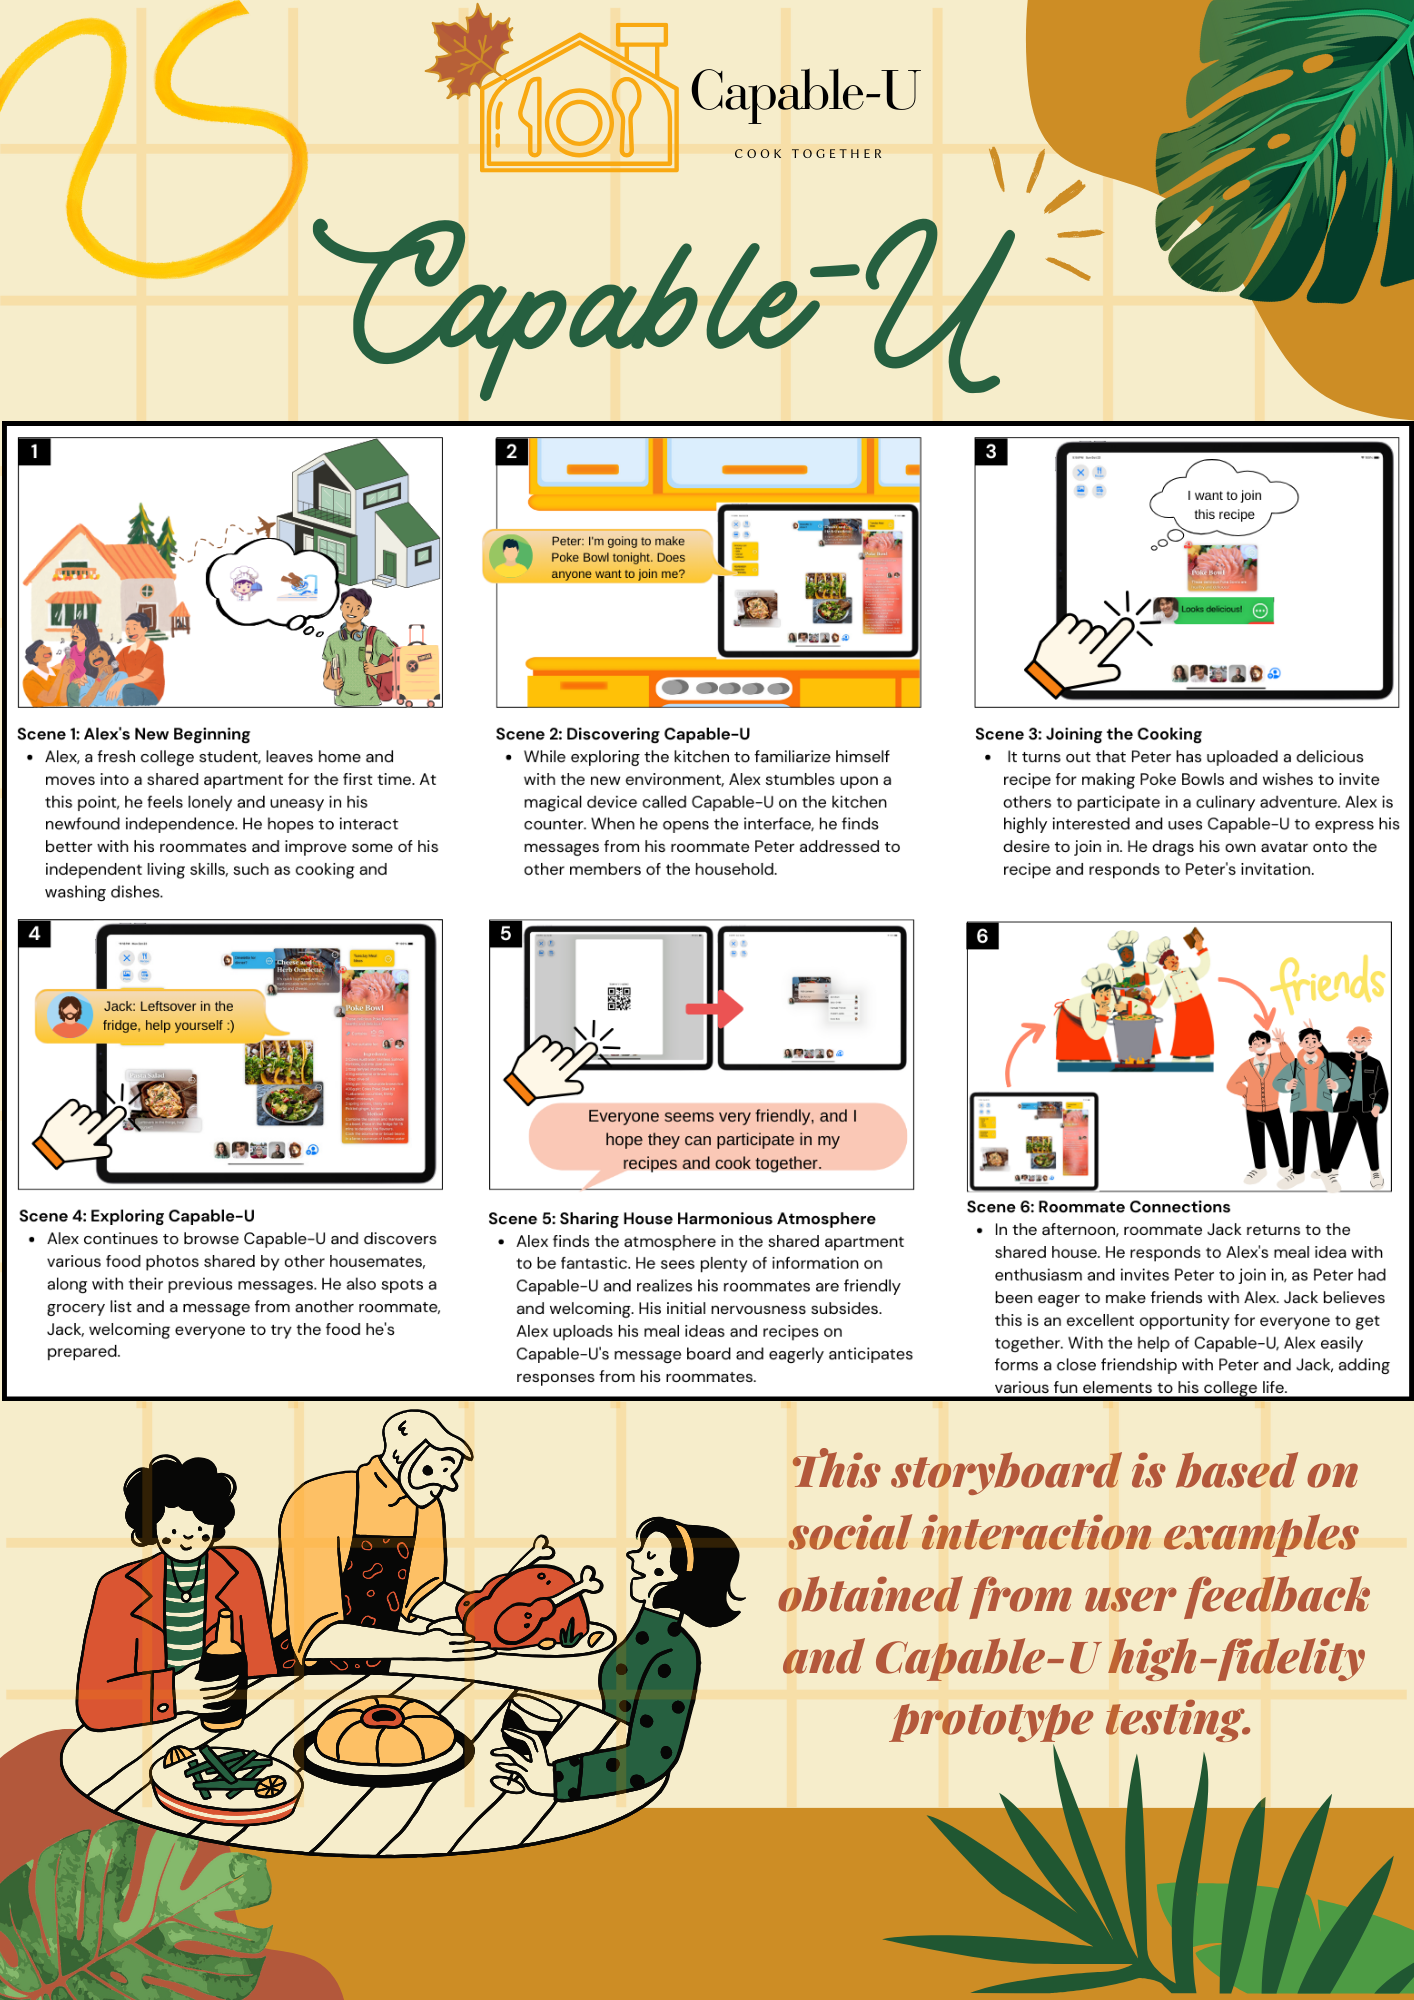 Capable-U
COOK TOGETHER
Capable-U
1
Scene 1: Alex's New Beginning
• Alex, a fresh college student, leaves home and
moves into a shared apartment for the first time. At
this point, he feels lonely and uneasy in his
newfound independence. He hopes to interact
better with his roommates and improve some of his
independent living skills, such as cooking and
washing dishes.
2
Peter: I'm going to make
Poke Bowl tonight. Does
anyone want to join me?
Scene 2: Discovering Capable-U
• While exploring the kitchen to familiarize himself
with the new environment, Alex stumbles upon a
magical device called Capable-U on the kitchen
counter. When he opens the interface, he finds
messages from his roommate Peter addressed to
other members of the household.
3
I want to join
this recipe
Poke Bowl
Looks delicious!
Scene 3: Joining the Cooking
• It turns out that Peter has uploaded a delicious
recipe for making Poke Bowls and wishes to invite
others to participate in a culinary adventure. Alex is
highly interested and uses Capable-U to express his
desire to join in. He drags his own avatar onto the
recipe and responds to Peter's invitation.
4
Cheese and
Herb Omelette
Poke Bowl
Jack: Leftsover in the
fridge, help yourself :)
Scene 4: Exploring Capable-U
• Alex continues to browse Capable-U and discovers
various food photos shared by other housemates,
along with their previous messages. He also spots a
grocery list and a message from another roommate,
Jack, welcoming everyone to try the food he's
prepared.
5
Everyone seems very friendly, and I
hope they can participate in my
recipes and cook together.
Scene 5: Sharing House Harmonious Atmosphere
• Alex finds the atmosphere in the shared apartment
to be fantastic. He sees plenty of information on
Capable-U and realizes his roommates are friendly
and welcoming. His initial nervousness subsides.
Alex uploads his meal ideas and recipes on
Capable-U's message board and eagerly anticipates
responses from his roommates.
6
friends
Scene 6: Roommate Connections
• In the afternoon, roommate Jack returns to the
shared house. He responds to Alex's meal idea with
enthusiasm and invites Peter to join in, as Peter had
been eager to make friends with Alex. Jack believes
this is an excellent opportunity for everyone to get
together. With the help of Capable-U, Alex easily
forms a close friendship with Peter and Jack, adding
various fun elements to his college life.
This storyboard is based on
social interaction examples
obtained from user feedback
and Capable-U high-fidelity
prototype testing.